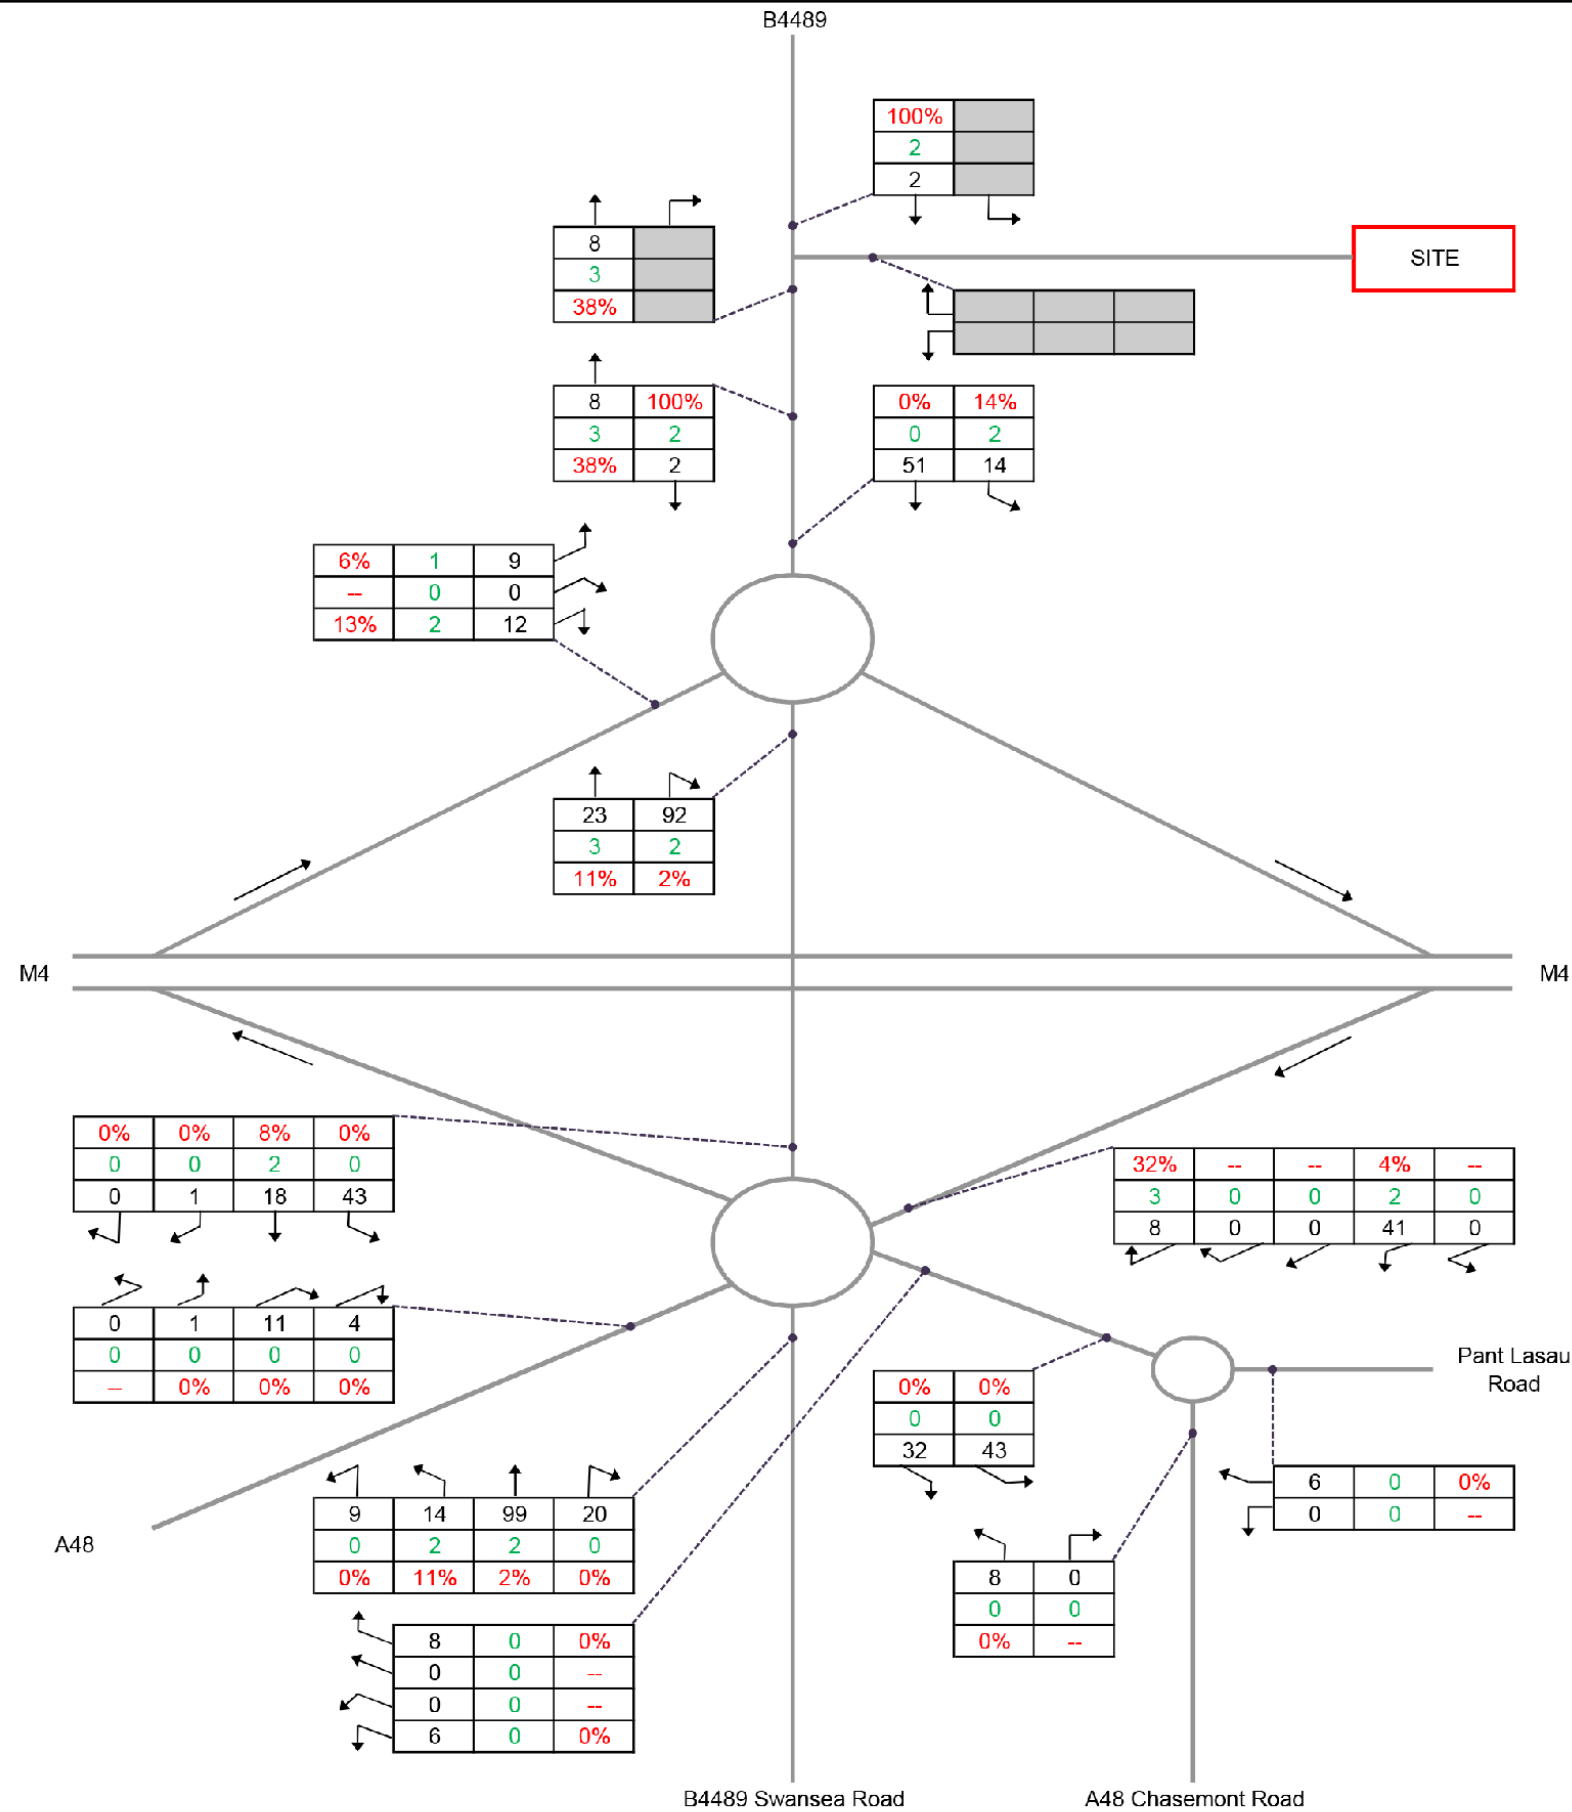 B4489
100%
2
2
8
3
38%
SITE
8 100%
3 2
38% 2
0% 14%
0 2
51 14
6% 1 9
-- 0 0
13% 2 12
23 92
3 2
11% 2%
M4
M4
0% 0% 8% 0%
0 0 2 0
0 1 18 43
32% -- -- 4% --
3 0 0 2 0
8 0 0 41 0
0 1 11 4
0 0 0 0
-- 0% 0% 0%
Pant Lasau
Road
0% 0%
0 0
32 43
6 0 0%
0 0 --
A48
9 14 99 20
0 2 2 0
0% 11% 2% 0%
8 0
0 0
0% --
8 0 0%
0 0 --
0 0 --
6 0 0%
B4489 Swansea Road
A48 Chasemont Road